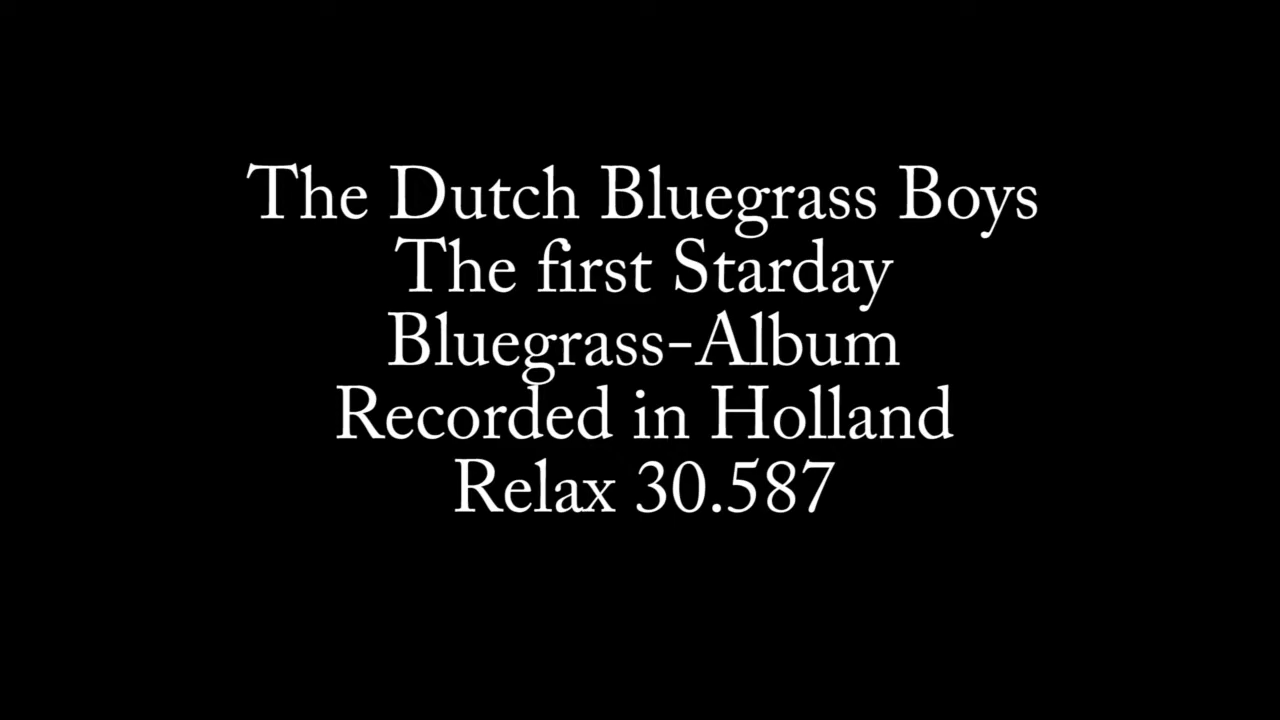 The Dutch Bluegrass Boys
The first Starday
Bluegrass-Album
Recorded in Holland
Relax 30.587